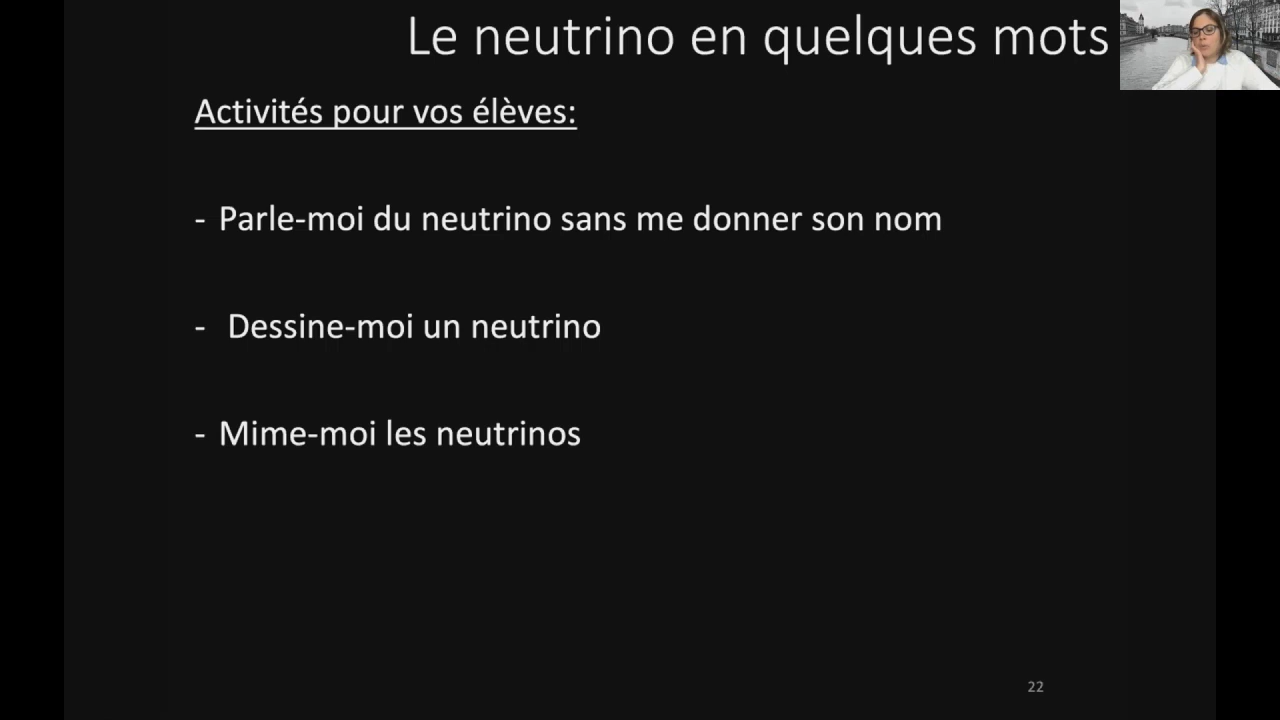 Le neutrino en quelques mots
Activités pour vos élèves:
- Parle-moi du neutrino sans me donner son nom
- Dessine-moi un neutrino
- Mime-moi les neutrinos
22